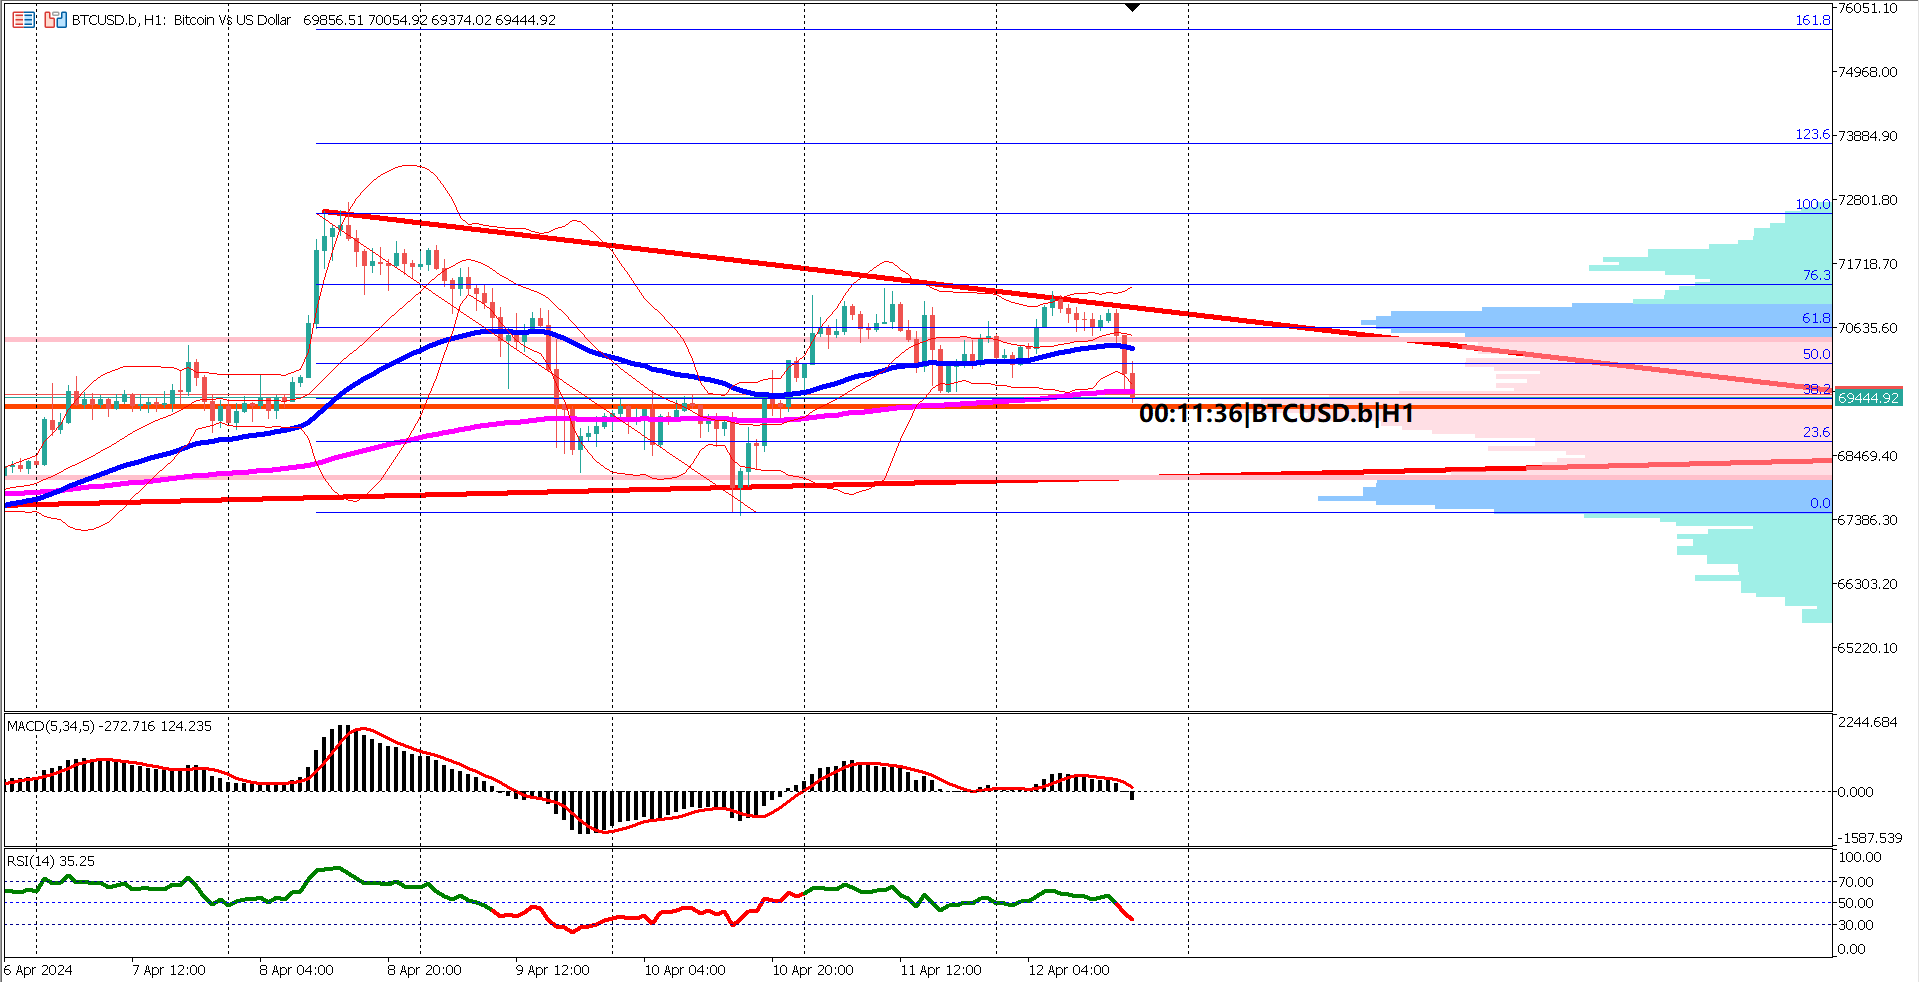 BTCUSD.b, H1: Bitcoin Vs US Dollar 69856.51 70054.92 69374.02 69444.92
76051.10
161.8
74968.00
123.6
73884.90
100.0
72801.80
71718.70
76.3
61.8
70635.60
50.0
38.2
69444.92
00:11:36|BTCUSD.b|H1
23.6
68469.40
0.0
67386.30
66303.20
65220.10
MACD(5,34,5) -272.716 124.235
2244.684
0.000
-1587.539
RSI(14) 35.25
100.00
70.00
50.00
30.00
0.00
6 Apr 2024
7 Apr 12:00
8 Apr 04:00
8 Apr 20:00
9 Apr 12:00
10 Apr 04:00
10 Apr 20:00
11 Apr 12:00
12 Apr 04:00